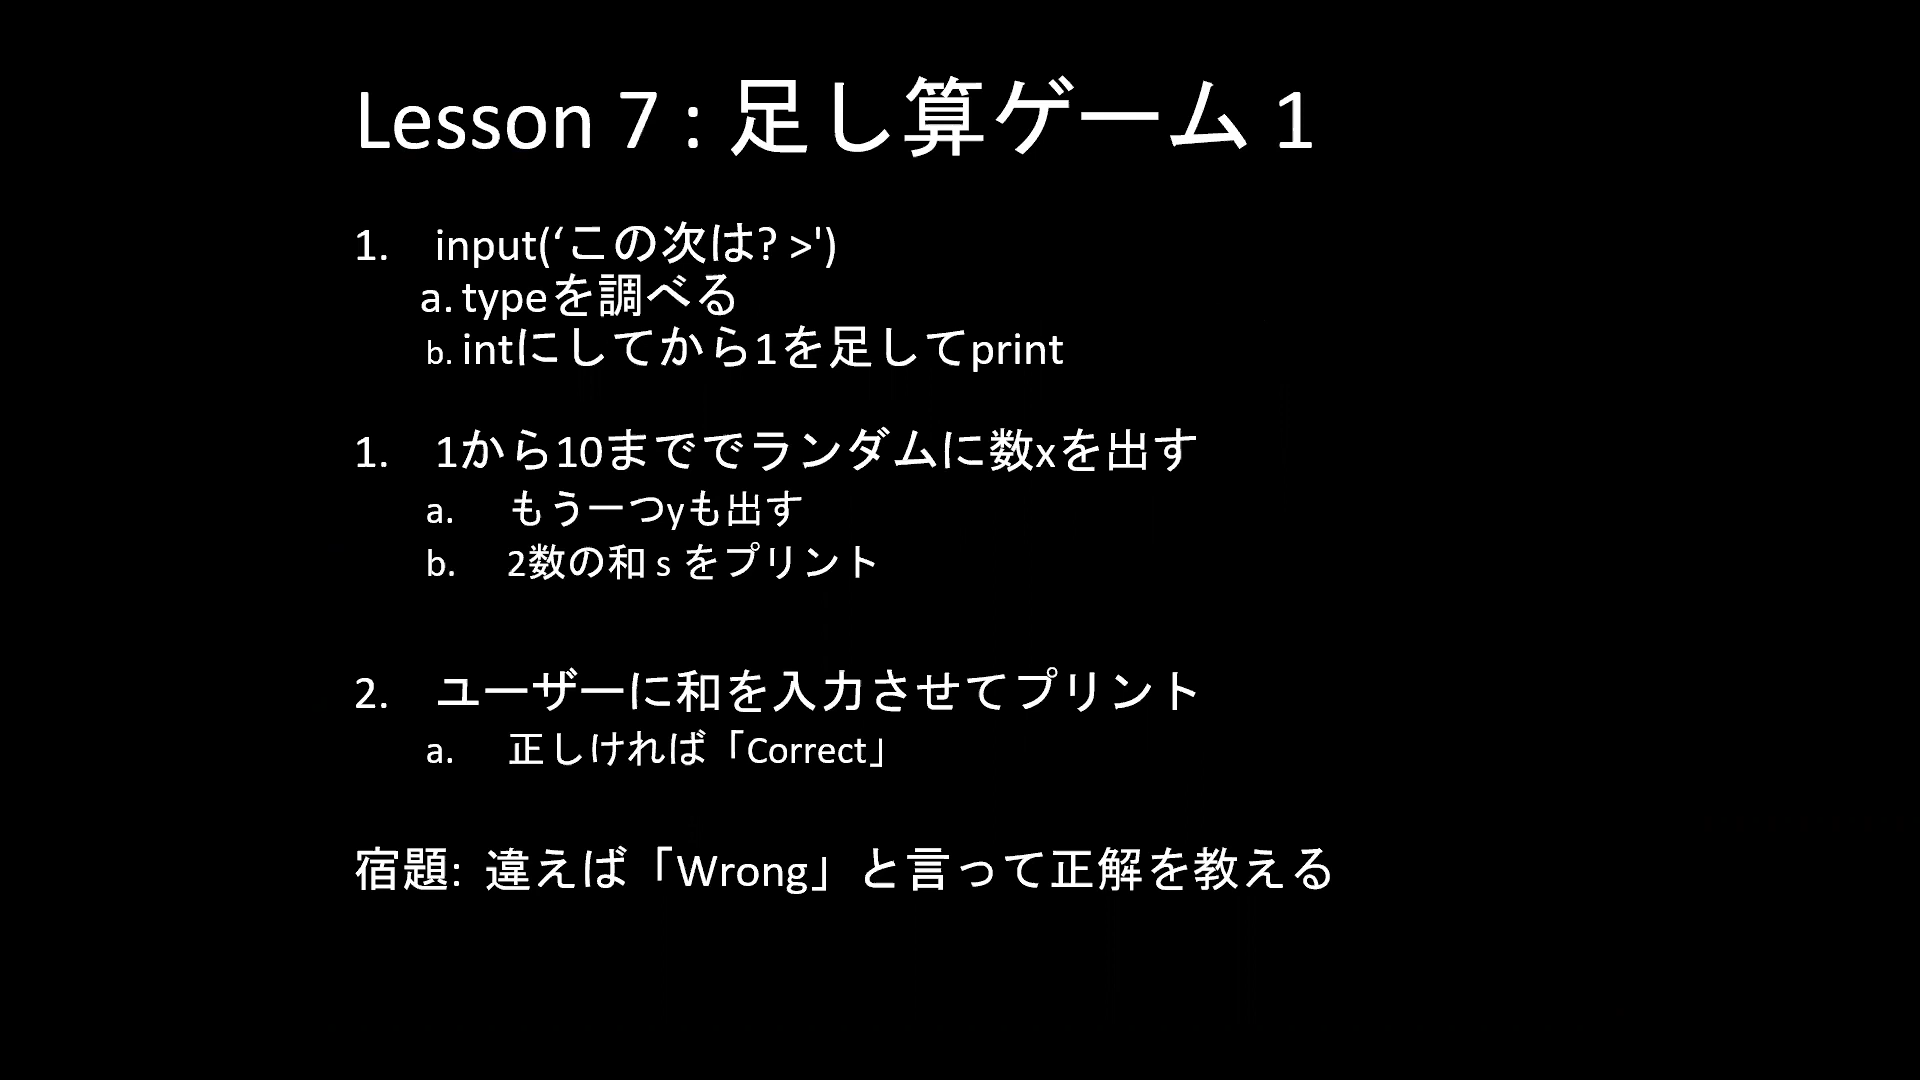 Lesson 7 : 足し算ゲーム 1
1. input(‘この次は? >')
a. typeを調べる
b. intにしてから1を足してprint
1. 1から10まででランダムに数xを出す
a. もう一つyも出す
b. 2数の和 s をプリント
2. ユーザーに和を入力させてプリント
a. 正しければ「Correct」
宿題: 違えば「Wrong」と言って正解を教える